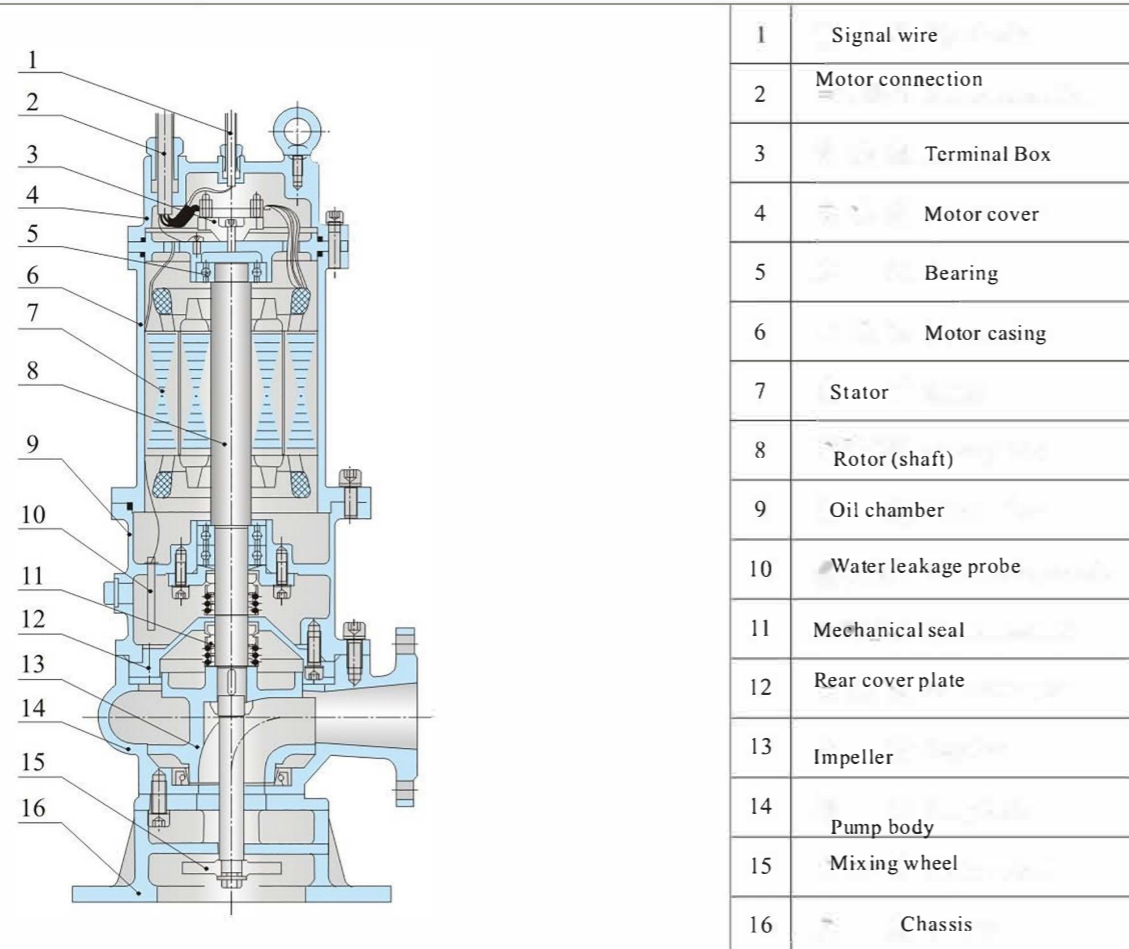 1
2
3
4
5
6
7
8
9
10
11
12
13
14
15
16
1 Signal wire
2 Motor connection
3 Terminal Box
4 Motor cover
5 Bearing
6 Motor casing
7 Stator
8 Rotor (shaft)
9 Oil chamber
10 Water leakage probe
11 Mechanical seal
12 Rear cover plate
13 Impeller
14 Pump body
15 Mixing wheel
16 Chassis